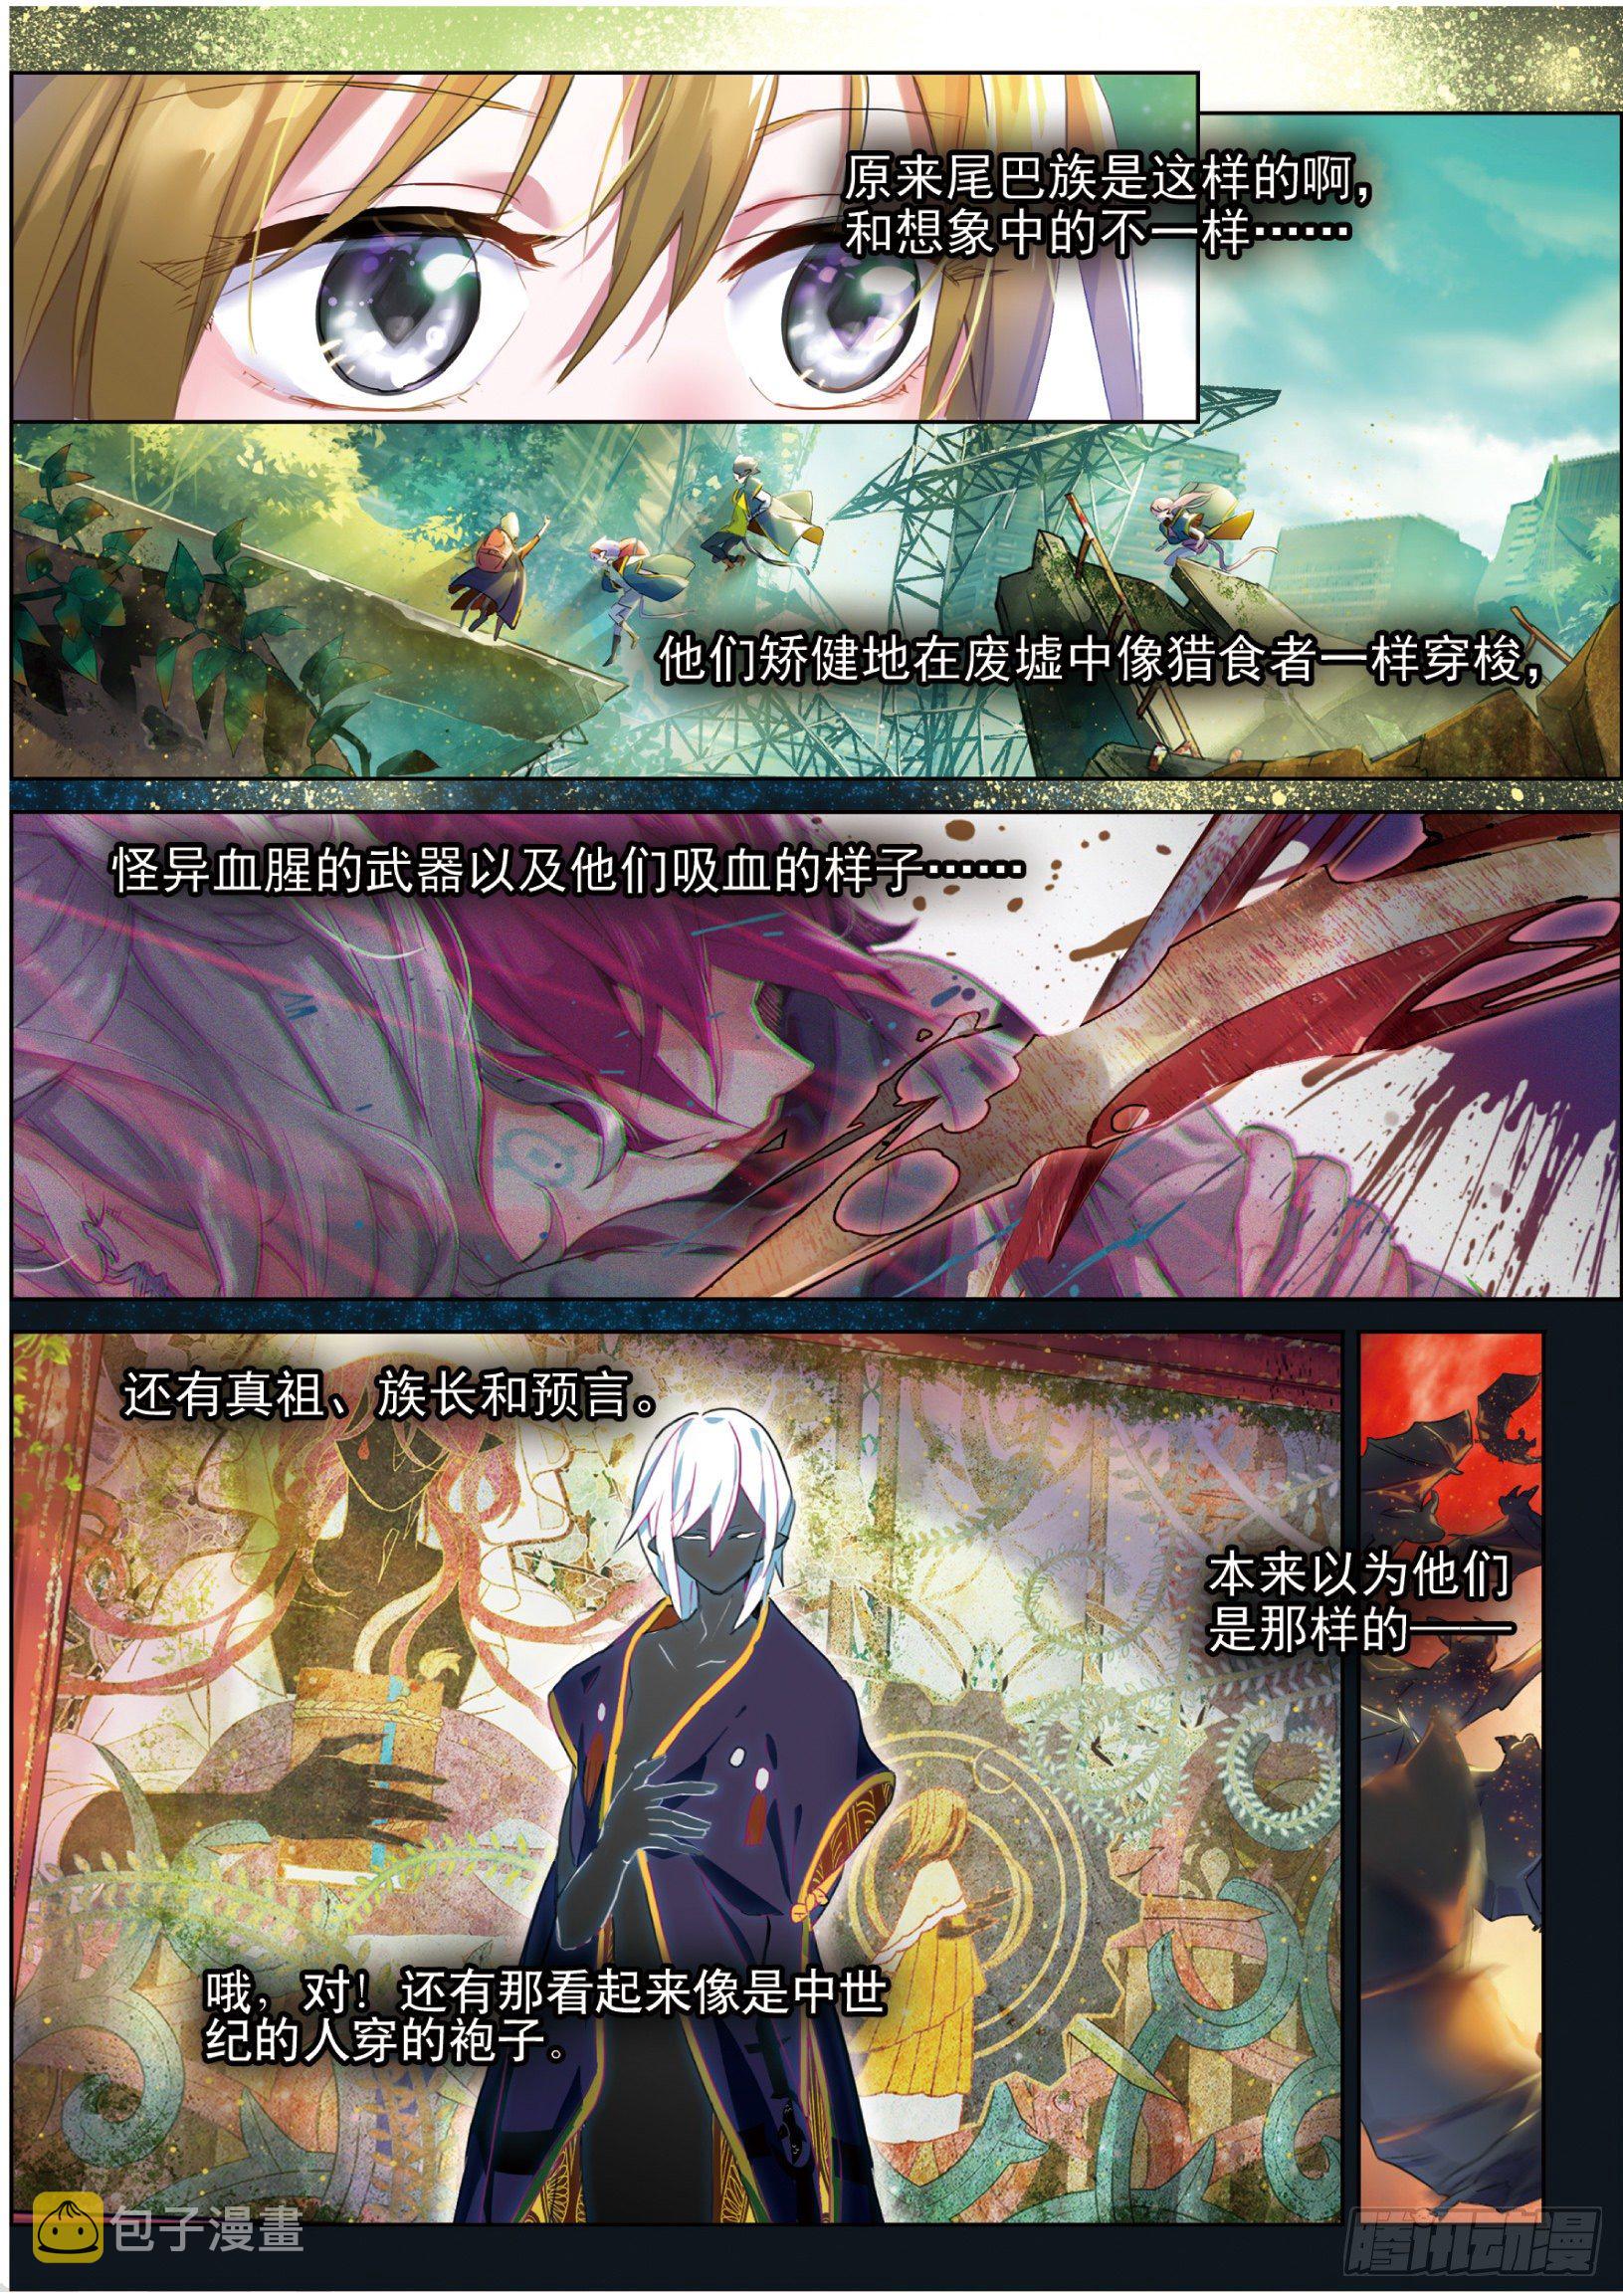 原来尾巴族是这样的啊，
和想象中的不一样……
他们矫健地在废墟中像猎食者一样穿梭，
怪异血腥的武器以及他们吸血的样子……
还有真祖、族长和预言。
本来以为他们
是那样的——
哦，对！还有那看起来像是中世
纪的人穿的袍子。
包子漫畫
腾讯动漫